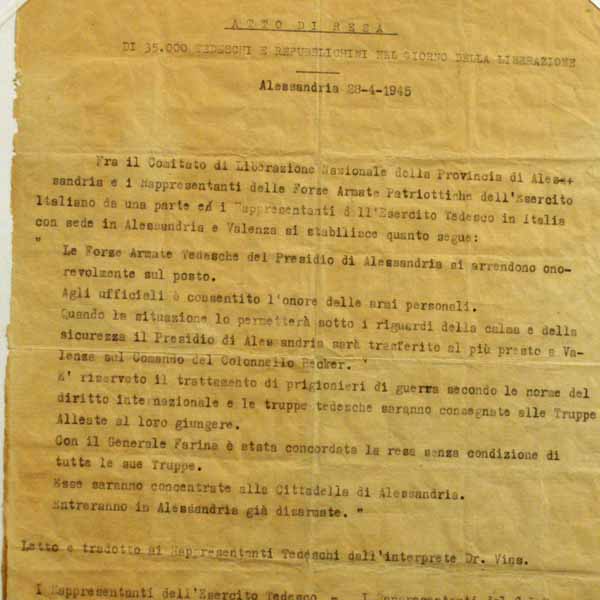 ATTO DI RESA
DI 35.000 TEDESCHI E REPUBBLICHINI NEL GIORNO DELLA LIBERAZIONE
Alessandria 28-4-1945
Fra il Comitato di Liberazione Nazionale della Provincia di Ales-
sandria e i Rappresentanti delle Forze Armate Patriottiche dell'Esercito
Italiano da una parte ed i Rappresentanti dell'Esercito Tedesco in Italia
con sede in Alessandria e Valenza si stabilisce quanto segue:
"
Le Forze Armate Tedesche del Presidio di Alessandria si arrendono ono-
revolmente sul posto.
Agli ufficiali è consentito l'onore delle armi personali.
Quando la situazione lo permetterà sotto i riguardi della calma e della
sicurezza il Presidio di Alessandria sarà trasferito al più presto a Va-
lenza sul Comando del Colonnello Becker. "
E' riservato il trattamento di prigionieri di guerra secondo le norme del
diritto internazionale e le truppe tedesche saranno consegnate alle Truppe
Alleate al loro giungere.
Con il Generale Farina è stata concordata la resa senza condizione di
tutte le sue Truppe.
Esse saranno concentrate alla Cittadella di Alessandria.
Entreranno in Alessandria già disarmate. "
Letto e tradotto ai Rappresentanti Tedeschi dall'interprete Dr. Vins.
I Rappresentanti dell'Esercito Tedesco - I Rappresentanti del